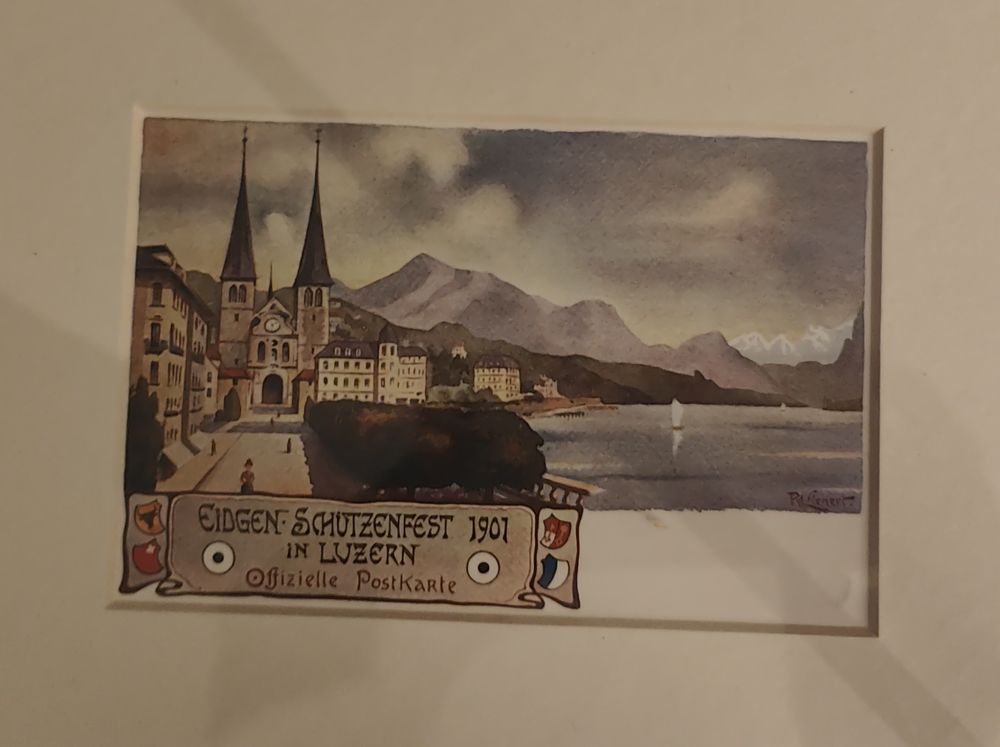 EIDGEN· SCHÜTZENFEST 1901
IN LUZERN
Offizielle PostKarte